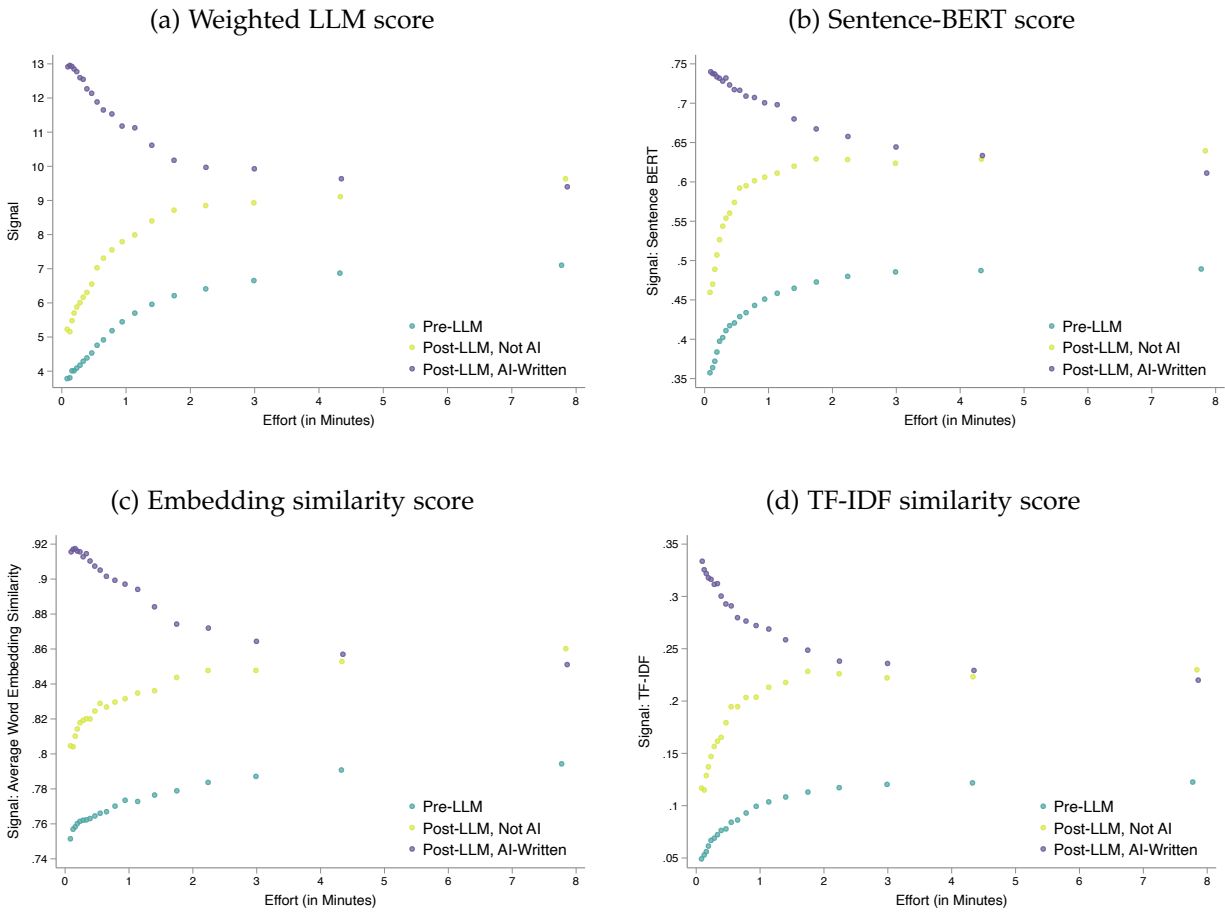 (a) Weighted LLM score
13
12
11
10
9
8
7
6
5
4
Signal
0 1 2 3 4 5 6 7 8
Effort (in Minutes)
Pre-LLM
Post-LLM, Not AI
Post-LLM, AI-Written
(b) Sentence-BERT score
.75
.7
.65
.6
.55
.5
.45
.4
.35
Signal: Sentence BERT
0 1 2 3 4 5 6 7 8
Effort (in Minutes)
Pre-LLM
Post-LLM, Not AI
Post-LLM, AI-Written
(c) Embedding similarity score
.92
.9
.88
.86
.84
.82
.8
.78
.76
.74
Signal: Average Word Embedding Similarity
0 1 2 3 4 5 6 7 8
Effort (in Minutes)
Pre-LLM
Post-LLM, Not AI
Post-LLM, AI-Written
(d) TF-IDF similarity score
.35
.3
.25
.2
.15
.1
.05
Signal: TF-IDF
0 1 2 3 4 5 6 7 8
Effort (in Minutes)
Pre-LLM
Post-LLM, Not AI
Post-LLM, AI-Written